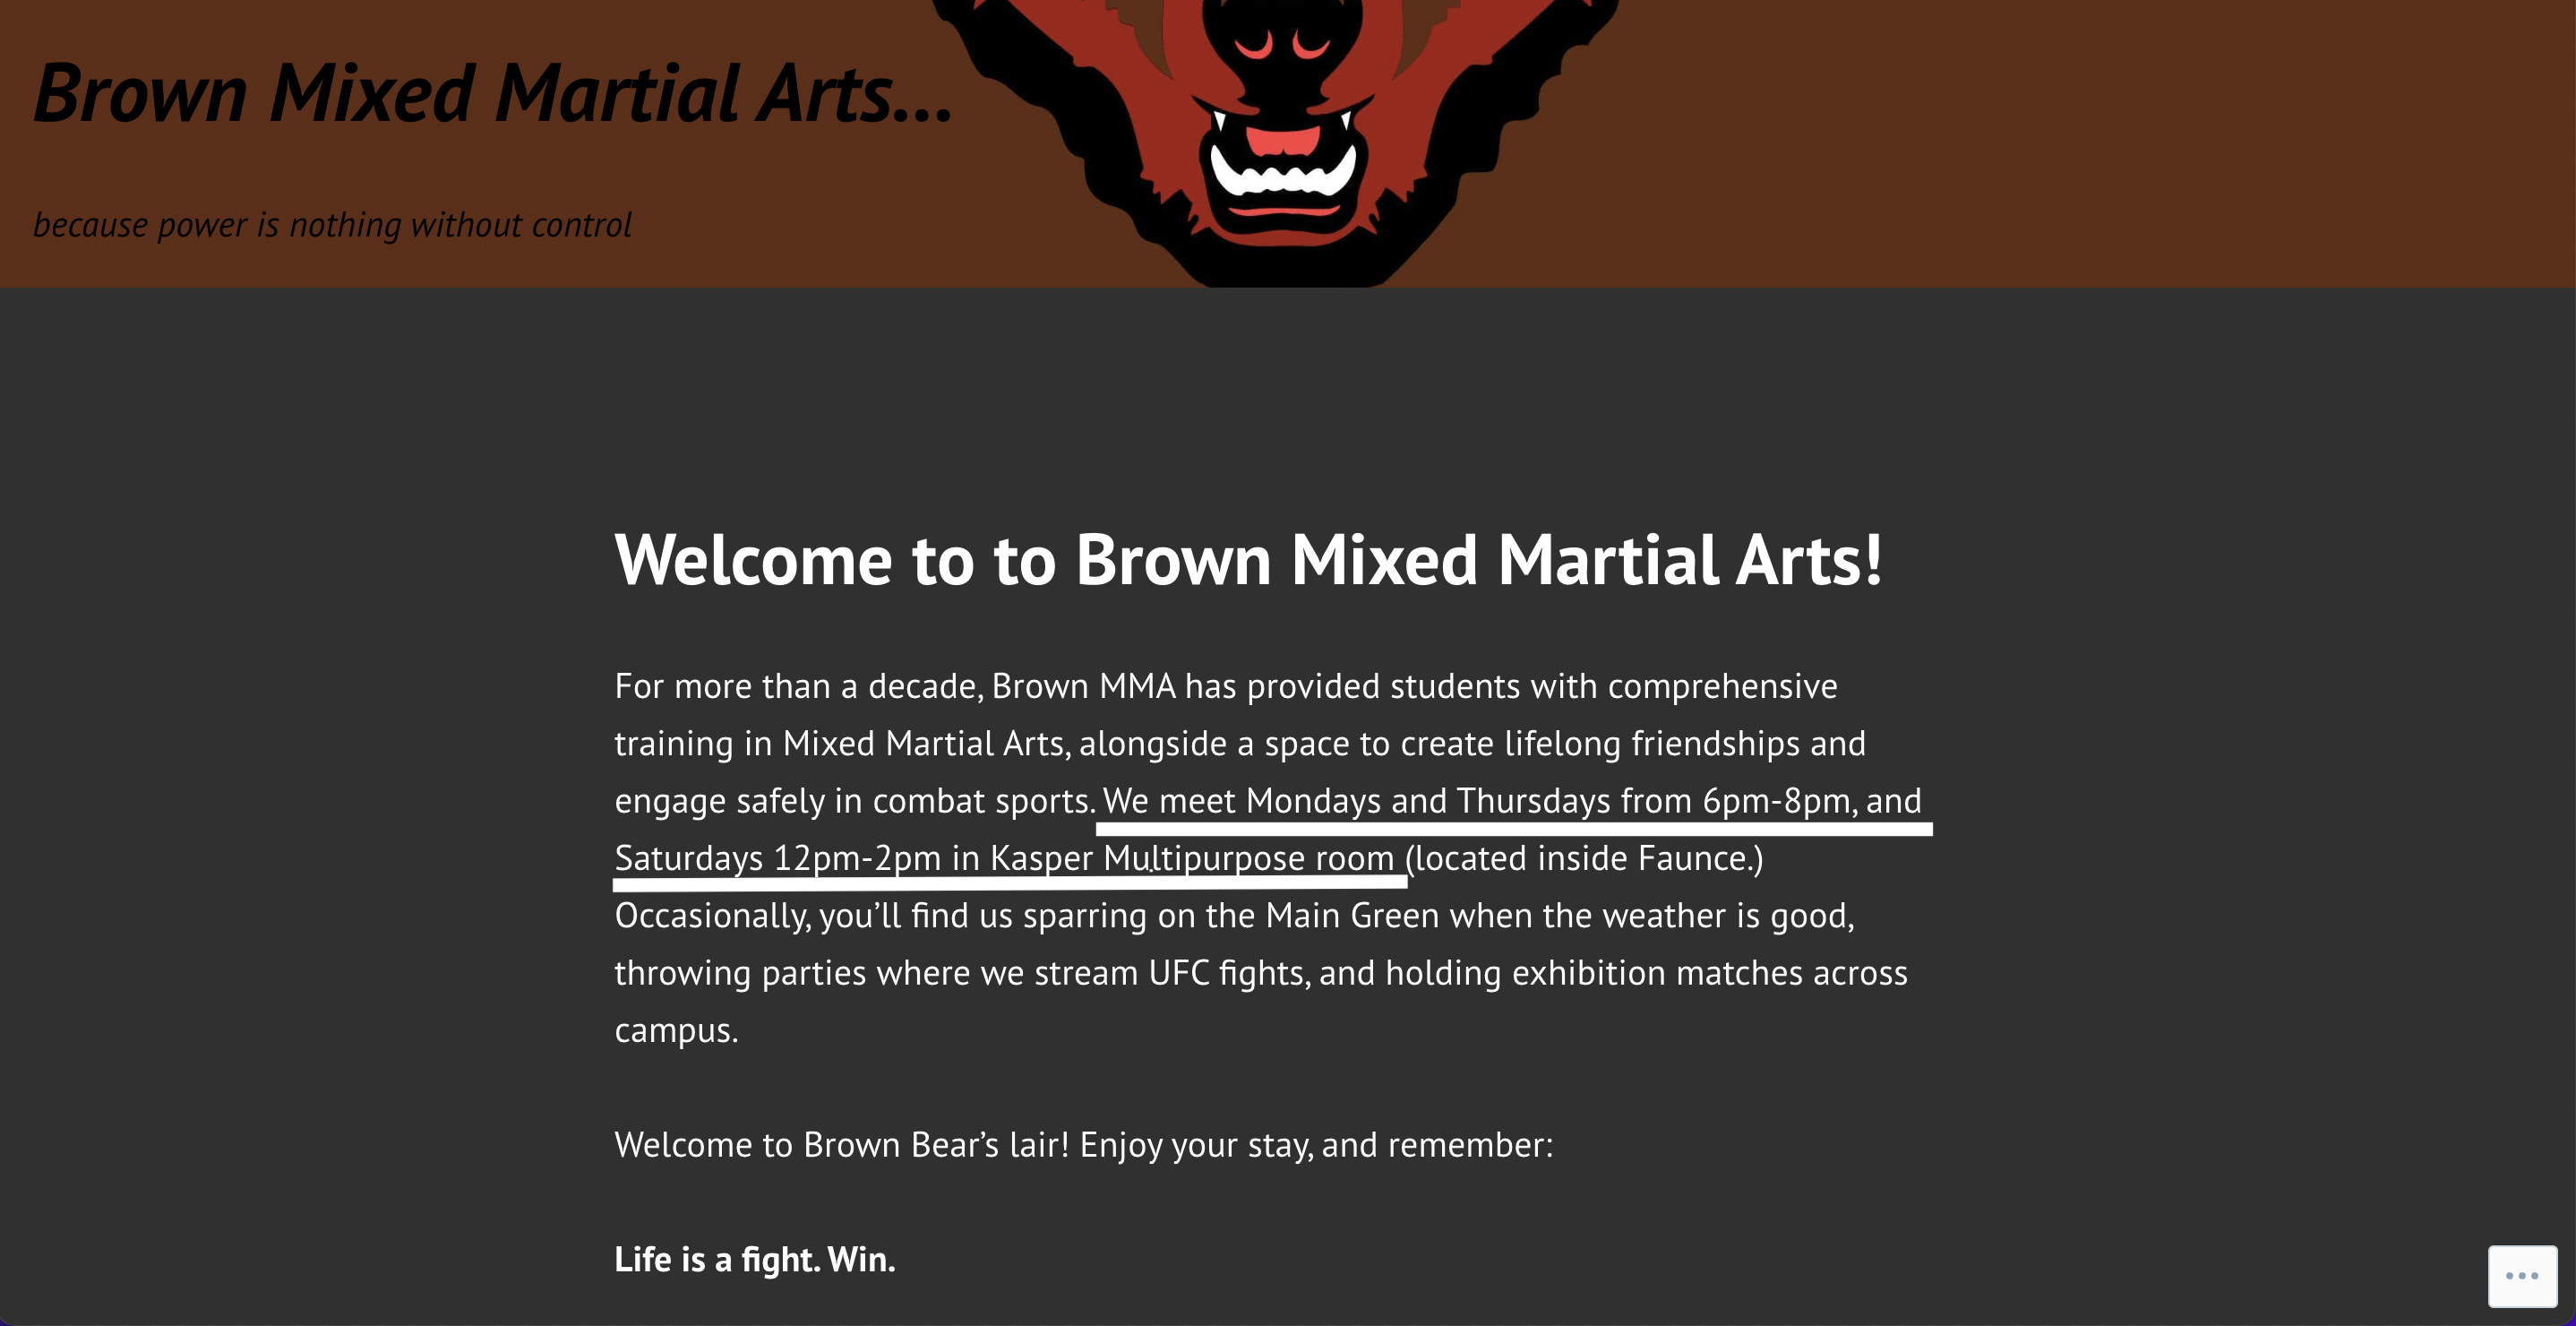 Brown Mixed Martial Arts...
because power is nothing without control
Welcome to to Brown Mixed Martial Arts!
For more than a decade, Brown MMA has provided students with comprehensive
training in Mixed Martial Arts, alongside a space to create lifelong friendships and
engage safely in combat sports. We meet Mondays and Thursdays from 6pm-8pm, and
Saturdays 12pm-2pm in Kasper Multipurpose room (located inside Faunce.)
Occasionally, you’ll find us sparring on the Main Green when the weather is good,
throwing parties where we stream UFC fights, and holding exhibition matches across
campus.
Welcome to Brown Bear’s lair! Enjoy your stay, and remember:
Life is a fight. Win.